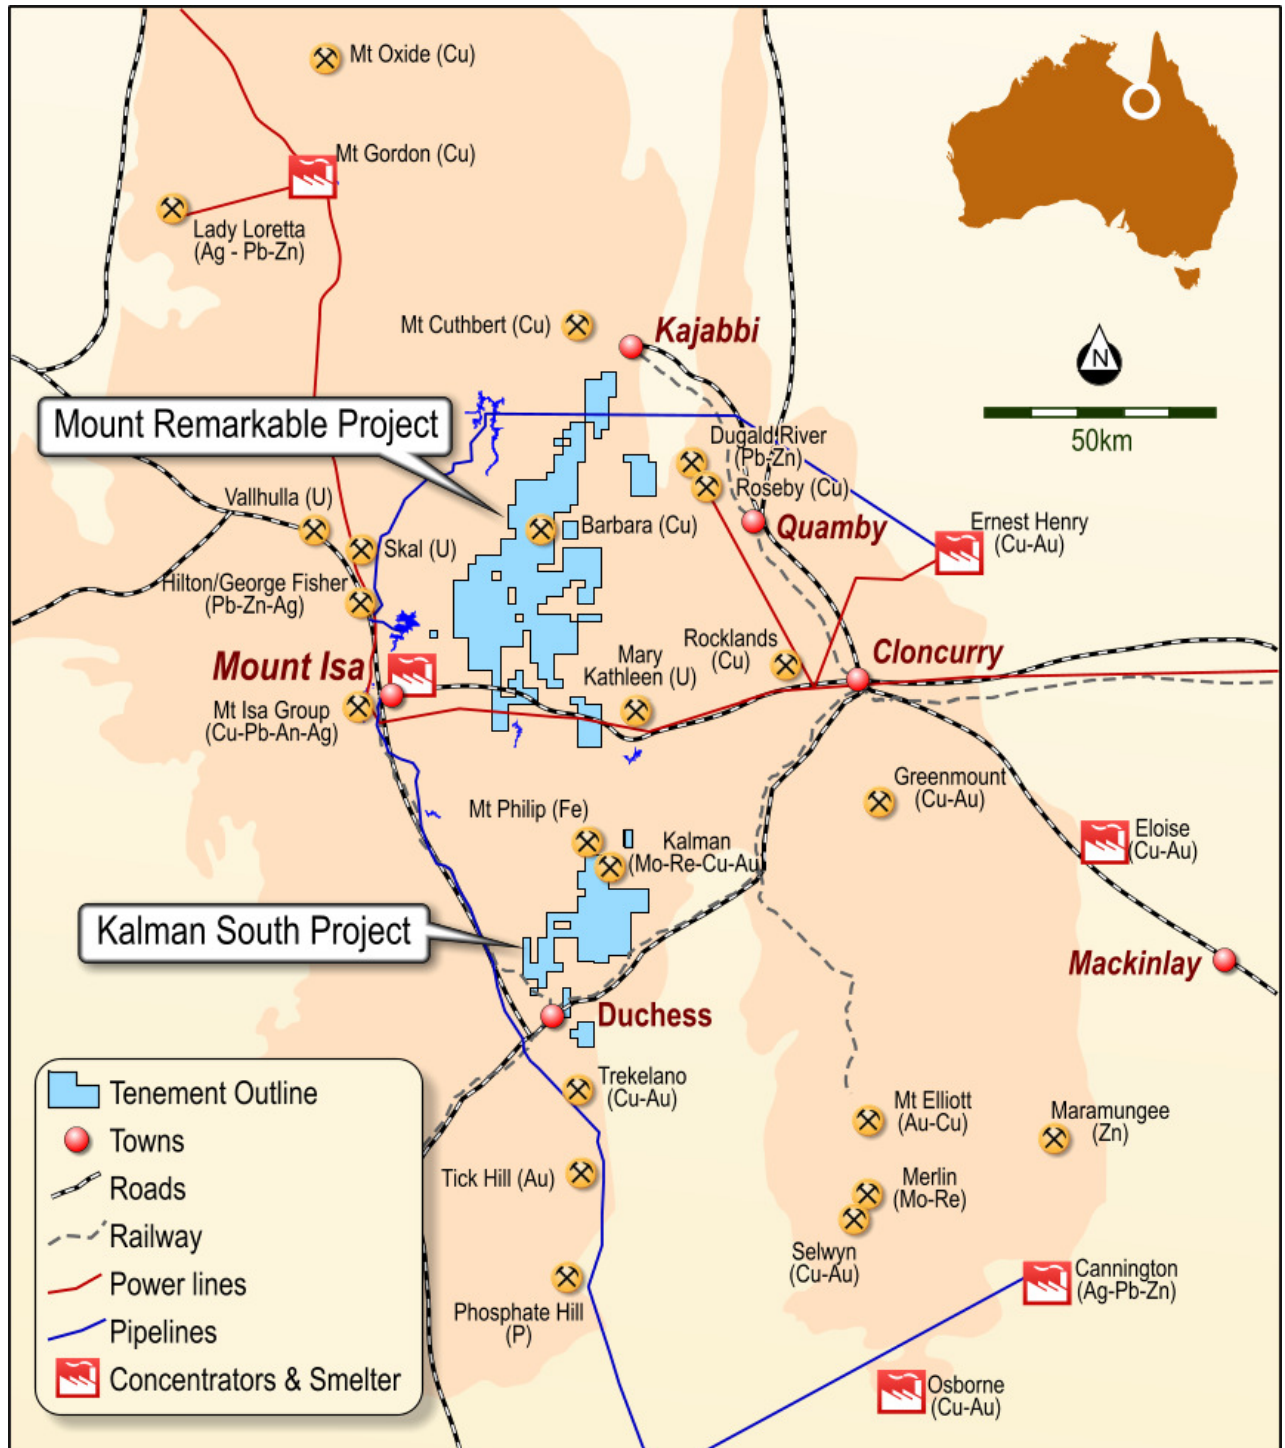 Mt Oxide (Cu)
Mt Gordon (Cu)
Lady Loretta
(Ag - Pb-Zn)
Mt Cuthbert (Cu)
Kajabbi
N
50km
Mount Remarkable Project
Dugald River
(Pb-Zn)
Roseby (Cu)
Vallhulla (U)
Barbara (Cu)
Quamby
Ernest Henry
(Cu-Au)
Skal (U)
Hilton/George Fisher
(Pb-Zn-Ag)
Mount Isa
Mary
Kathleen (U)
Rocklands
(Cu)
Cloncurry
Mt Isa Group
(Cu-Pb-An-Ag)
Greenmount
(Cu-Au)
Mt Philip (Fe)
Kalman
(Mo-Re-Cu-Au
Eloise
(Cu-Au)
Kalman South Project
Mackinlay
Duchess
Trekelano
(Cu-Au)
Mt Elliott
(Au-Cu)
Maramungee
(Zn)
Tick Hill (Au)
Merlin
(Mo-Re)
Selwyn
(Cu-Au)
Cannington
(Ag-Pb-Zn)
Phosphate Hill
(P)
Osborne
(Cu-Au)
Tenement Outline
Towns
Roads
Railway
Power lines
Pipelines
Concentrators & Smelter